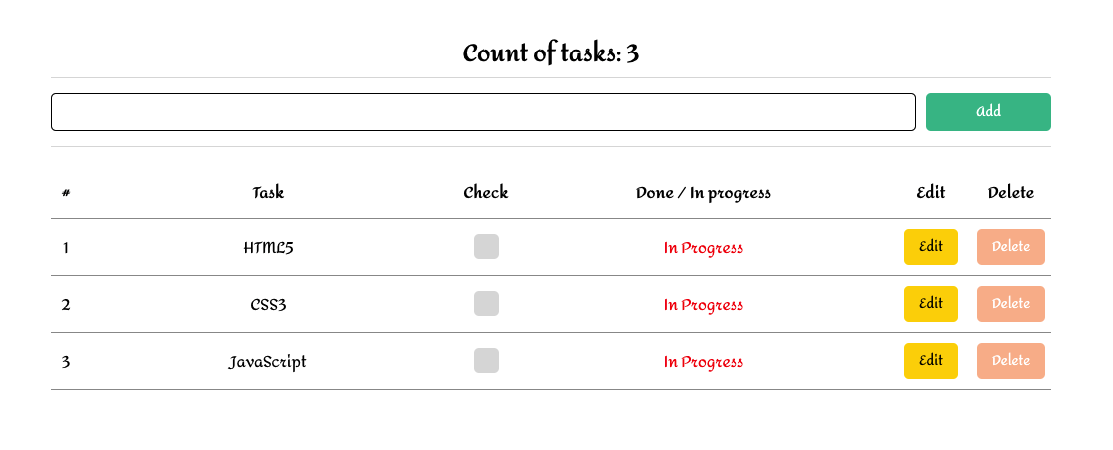 Count of tasks: 3
Add
# Task Check Done / In progress Edit Delete
1 HTML5 In Progress Edit Delete
2 CSS3 In Progress Edit Delete
3 JavaScript In Progress Edit Delete